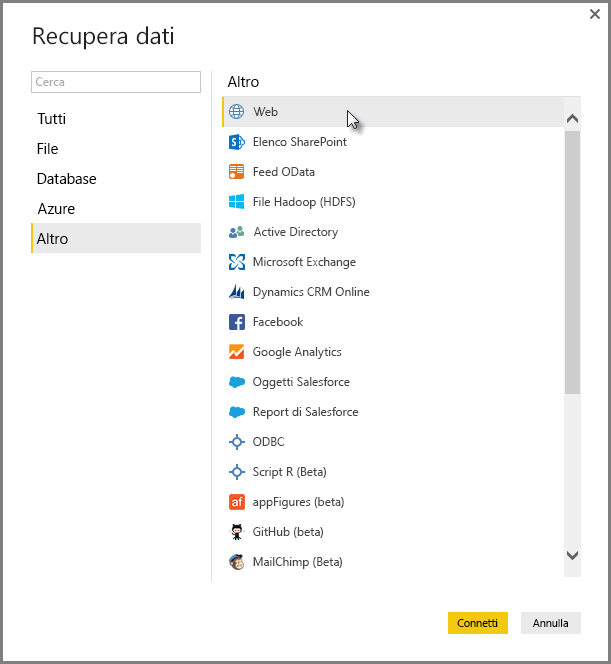 Recupera dati
Cerca
Tutti
File
Database
Azure
Altro
Altro
Web
Elenco SharePoint
Feed OData
File Hadoop (HDFS)
Active Directory
Microsoft Exchange
Dynamics CRM Online
Facebook
Google Analytics
Oggetti Salesforce
Report di Salesforce
ODBC
Script R (Beta)
af appFigures (beta)
GitHub (beta)
MailChimp (Beta)
Connetti
Annulla